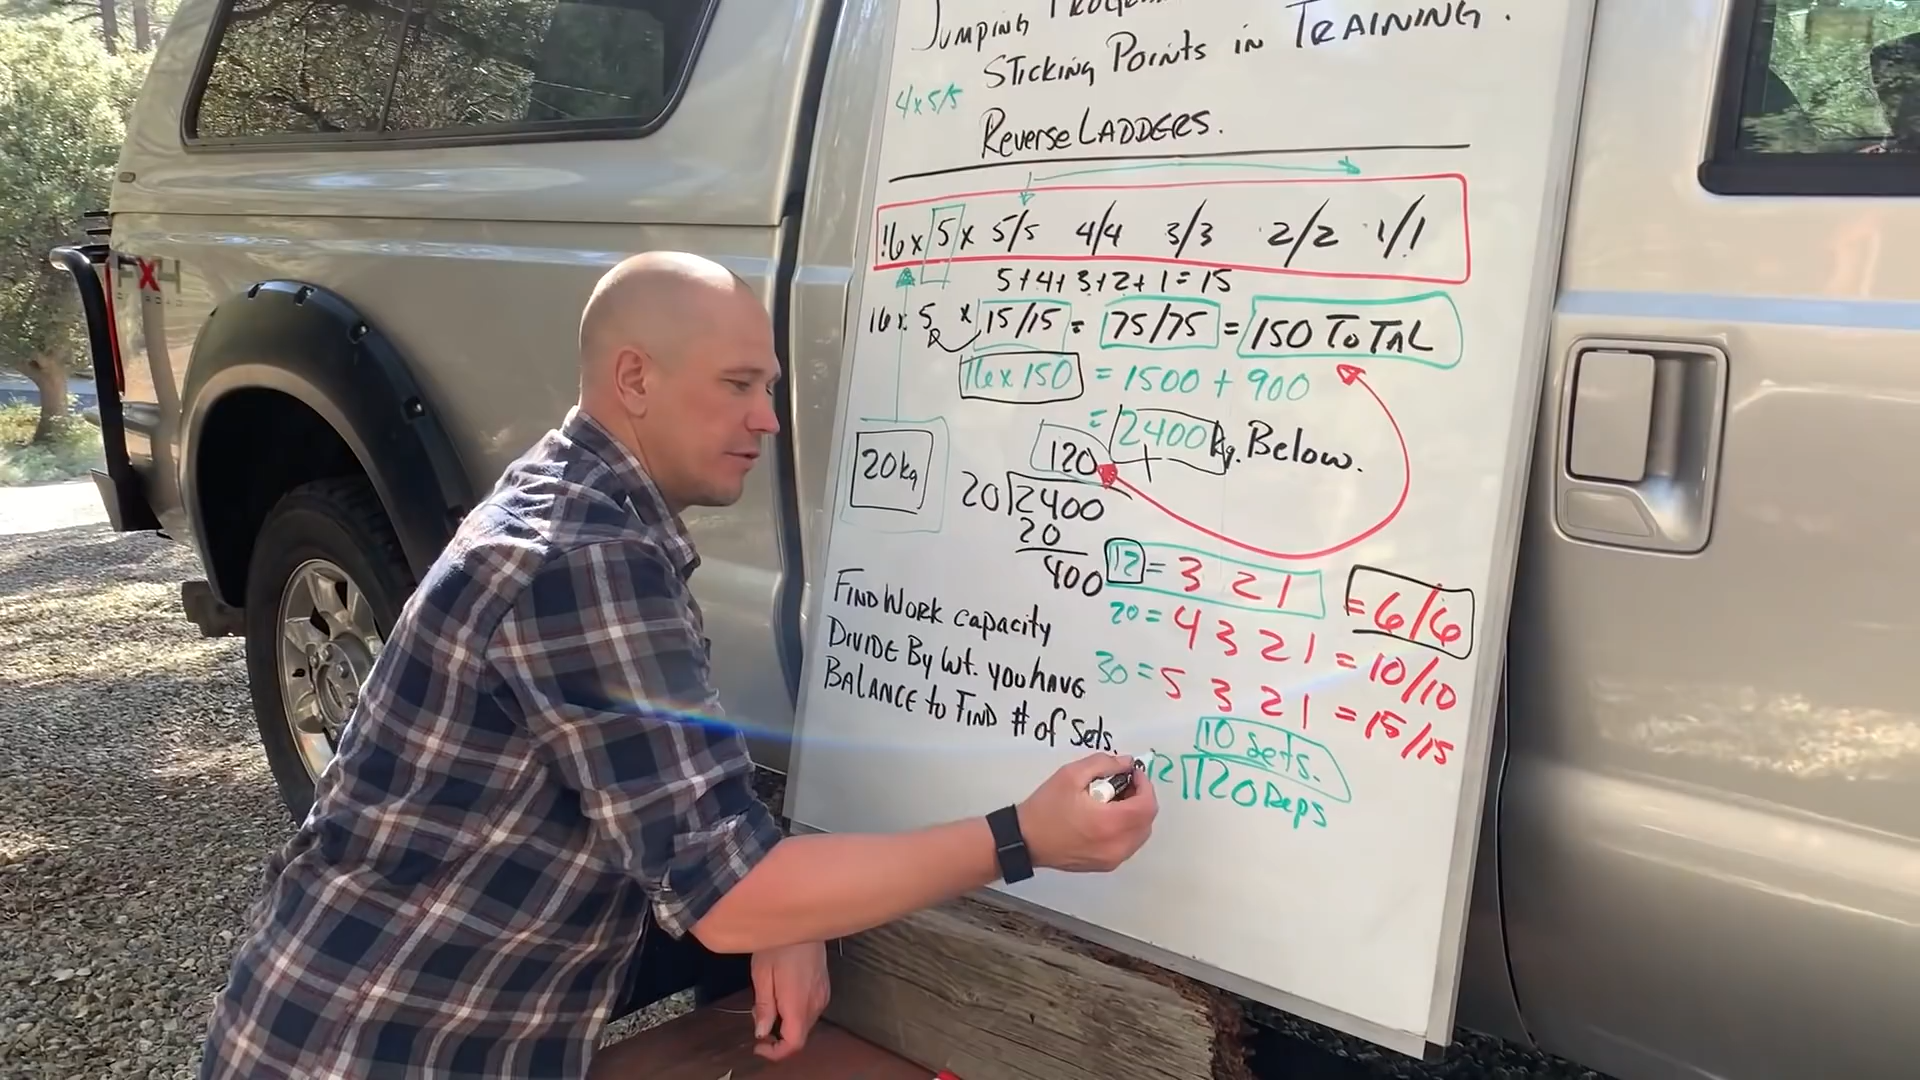 Jumping
Sticking Points in Training.
4x5/5
Reverse Ladders.
16 x 5 x 5/5 4/4 3/3 2/2 1/1
5+4+3+2+1=15
16 x 5 x 15/15 = 75/75 = 150 Total
16 x 150 = 1500 + 900
= 2400kg. Below.
20kg
120
20)2400
20
400
12 = 3 2 1 = 6/6
20 = 4 3 2 1 = 10/10
30 = 5 3 2 1 = 15/15
Find Work capacity
Divide By Wt. you have
Balance to Find # of Sets.
10 Sets.
12)120 Reps
FX4